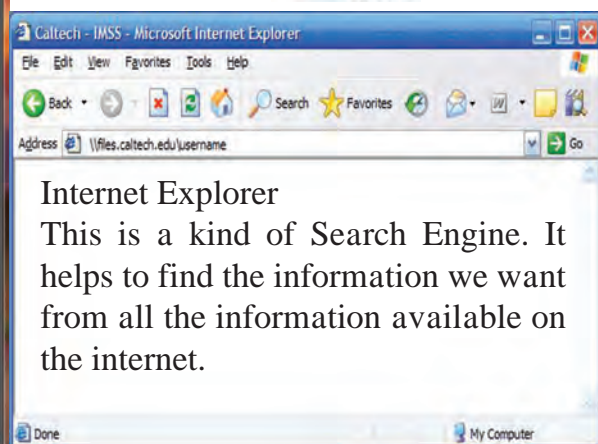 Caltech - IMSS - Microsoft Internet Explorer
File Edit View Favorites Tools Help
Back Search Favorites
Address \\files.caltech.edu\username Go
Internet Explorer
This is a kind of Search Engine. It
helps to find the information we want
from all the information available on
the internet.
Done My Computer